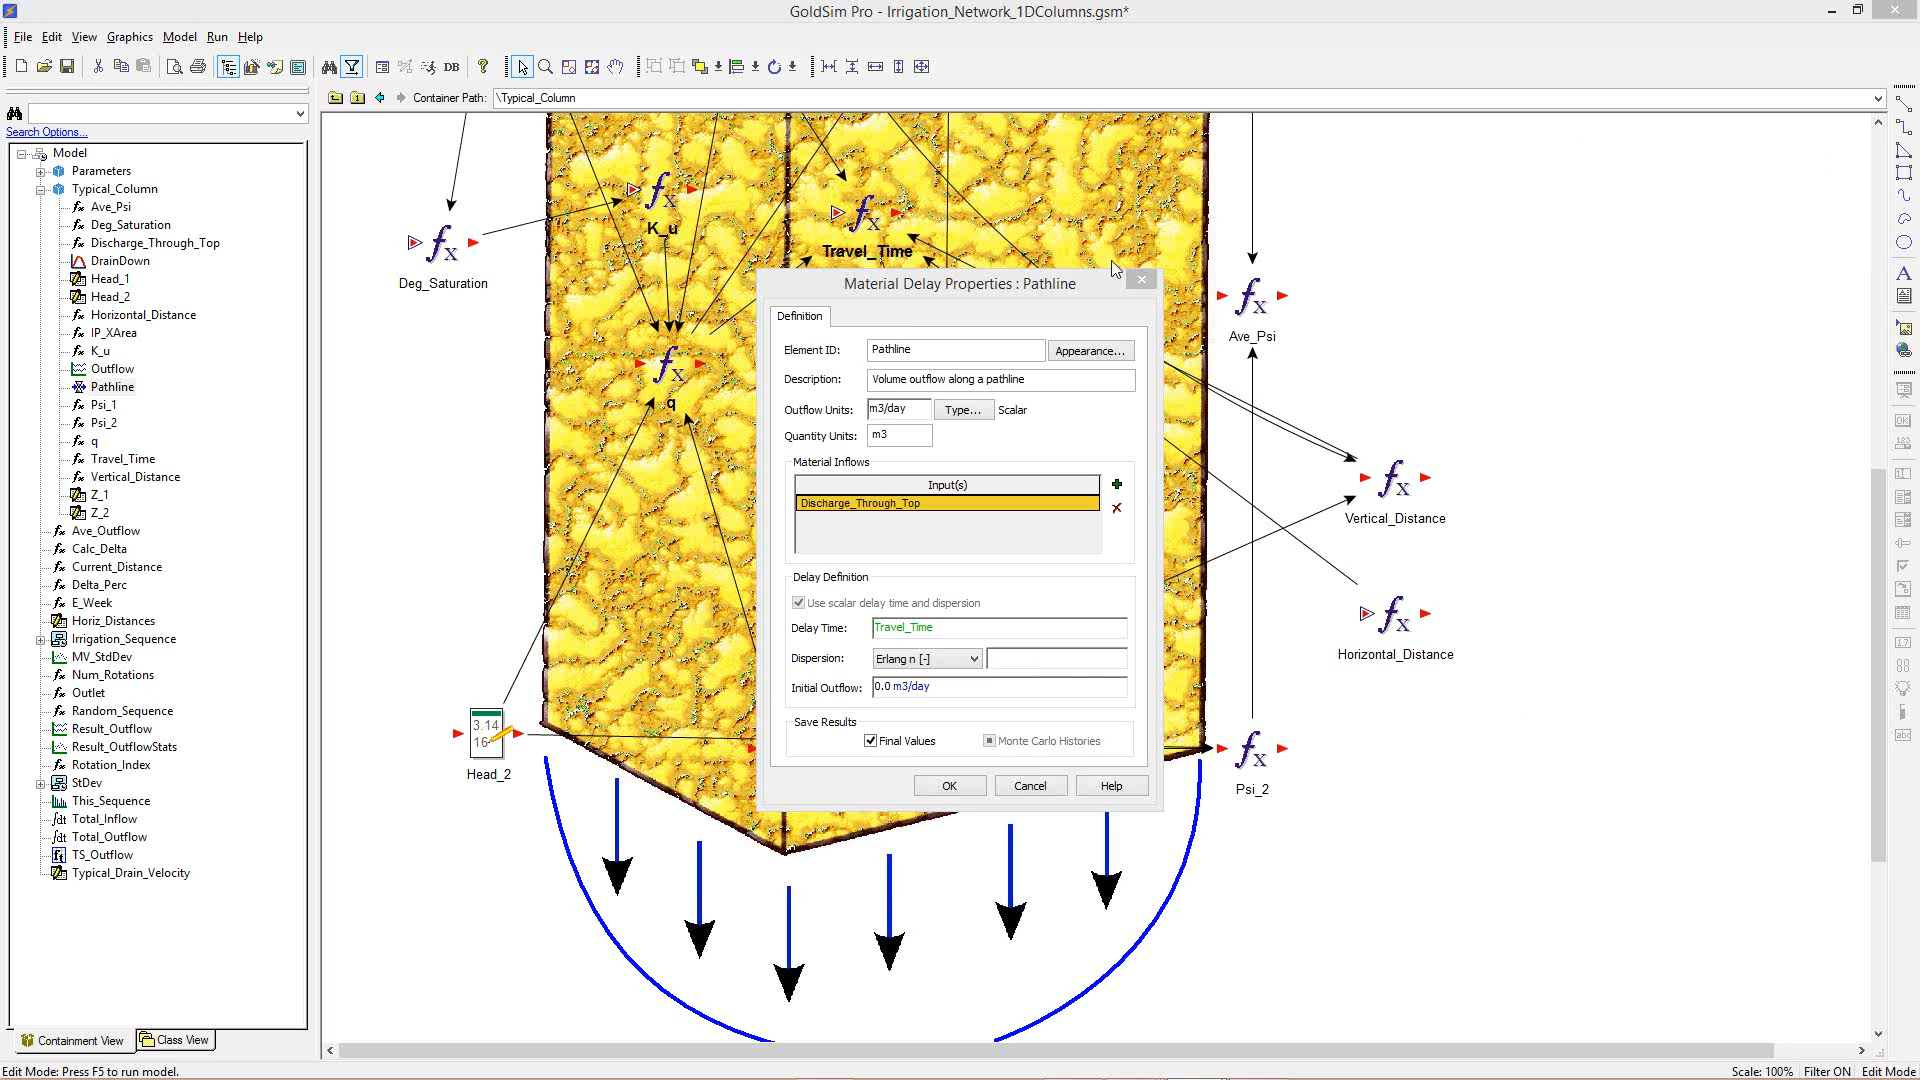 GoldSim Pro - Irrigation_Network_1DColumns.gsm*
File Edit View Graphics Model Run Help
DB
Container Path: \Typical_Column
Search Options...
Model
Parameters
Typical_Column
Ave_Psi
Deg_Saturation
Discharge_Through_Top
DrainDown
Head_1
Head_2
Horizontal_Distance
IP_XArea
K_u
Outflow
Pathline
Psi_1
Psi_2
q
Travel_Time
Vertical_Distance
Z_1
Z_2
Ave_Outflow
Calc_Delta
Current_Distance
Delta_Perc
E_Week
Horiz_Distances
Irrigation_Sequence
MV_StdDev
Num_Rotations
Outlet
Random_Sequence
Result_Outflow
Result_OutflowStats
Rotation_Index
StDev
This_Sequence
Total_Inflow
Total_Outflow
TS_Outflow
Typical_Drain_Velocity
Containment View
Class View
K_u
Travel_Time
Deg_Saturation
q
Ave_Psi
Vertical_Distance
Horizontal_Distance
3.14
16
Head_2
Psi_2
Material Delay Properties : Pathline
Definition
Element ID: Pathline Appearance...
Description: Volume outflow along a pathline
Outflow Units: m3/day Type... Scalar
Quantity Units: m3
Material Inflows
Input(s)
Discharge_Through_Top
Delay Definition
Use scalar delay time and dispersion
Delay Time: Travel_Time
Dispersion: Erlang n [-]
Initial Outflow: 0.0 m3/day
Save Results
Final Values Monte Carlo Histories
OK Cancel Help
Edit Mode: Press F5 to run model.
Scale: 100% Filter ON Edit Mode